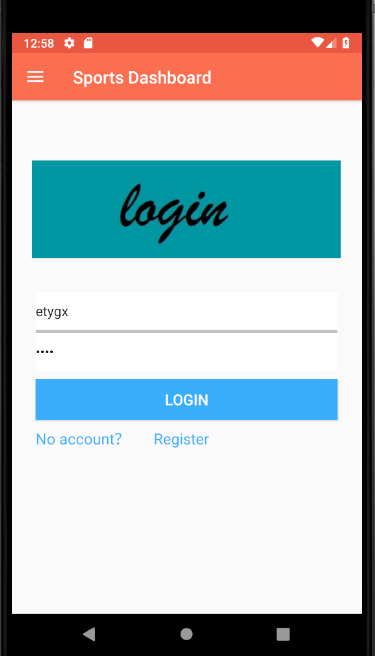 12:58
Sports Dashboard
login
etygx
••••
LOGIN
No account? Register